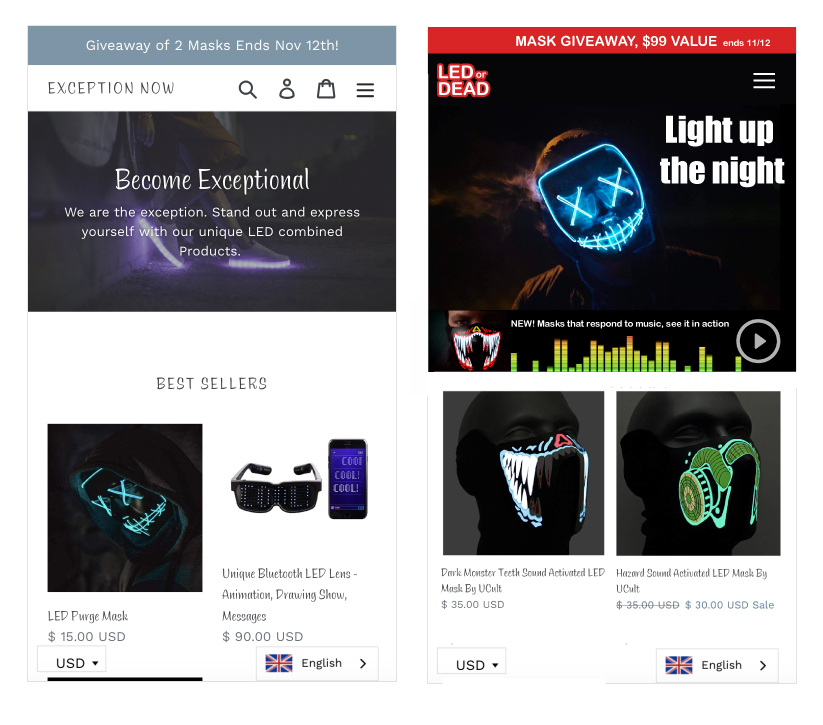 Giveaway of 2 Masks Ends Nov 12th!
EXCEPTION NOW
Become Exceptional
We are the exception. Stand out and express
yourself with our unique LED combined
Products.
BEST SELLERS
COOL
COOL!
COOL!
LED Purge Mask
$ 15.00 USD
Unique Bluetooth LED Lens -
Animation, Drawing Show,
Messages
$ 90.00 USD
USD
English
MASK GIVEAWAY, $99 VALUE ends 11/12
LED or
DEAD
Light up
the night
NEW! Masks that respond to music, see it in action
Dark Monster Teeth Sound Activated LED
Mask By UCult
$ 35.00 USD
Hazard Sound Activated LED Mask By
UCult
$ 35.00 USD $ 30.00 USD Sale
USD
English